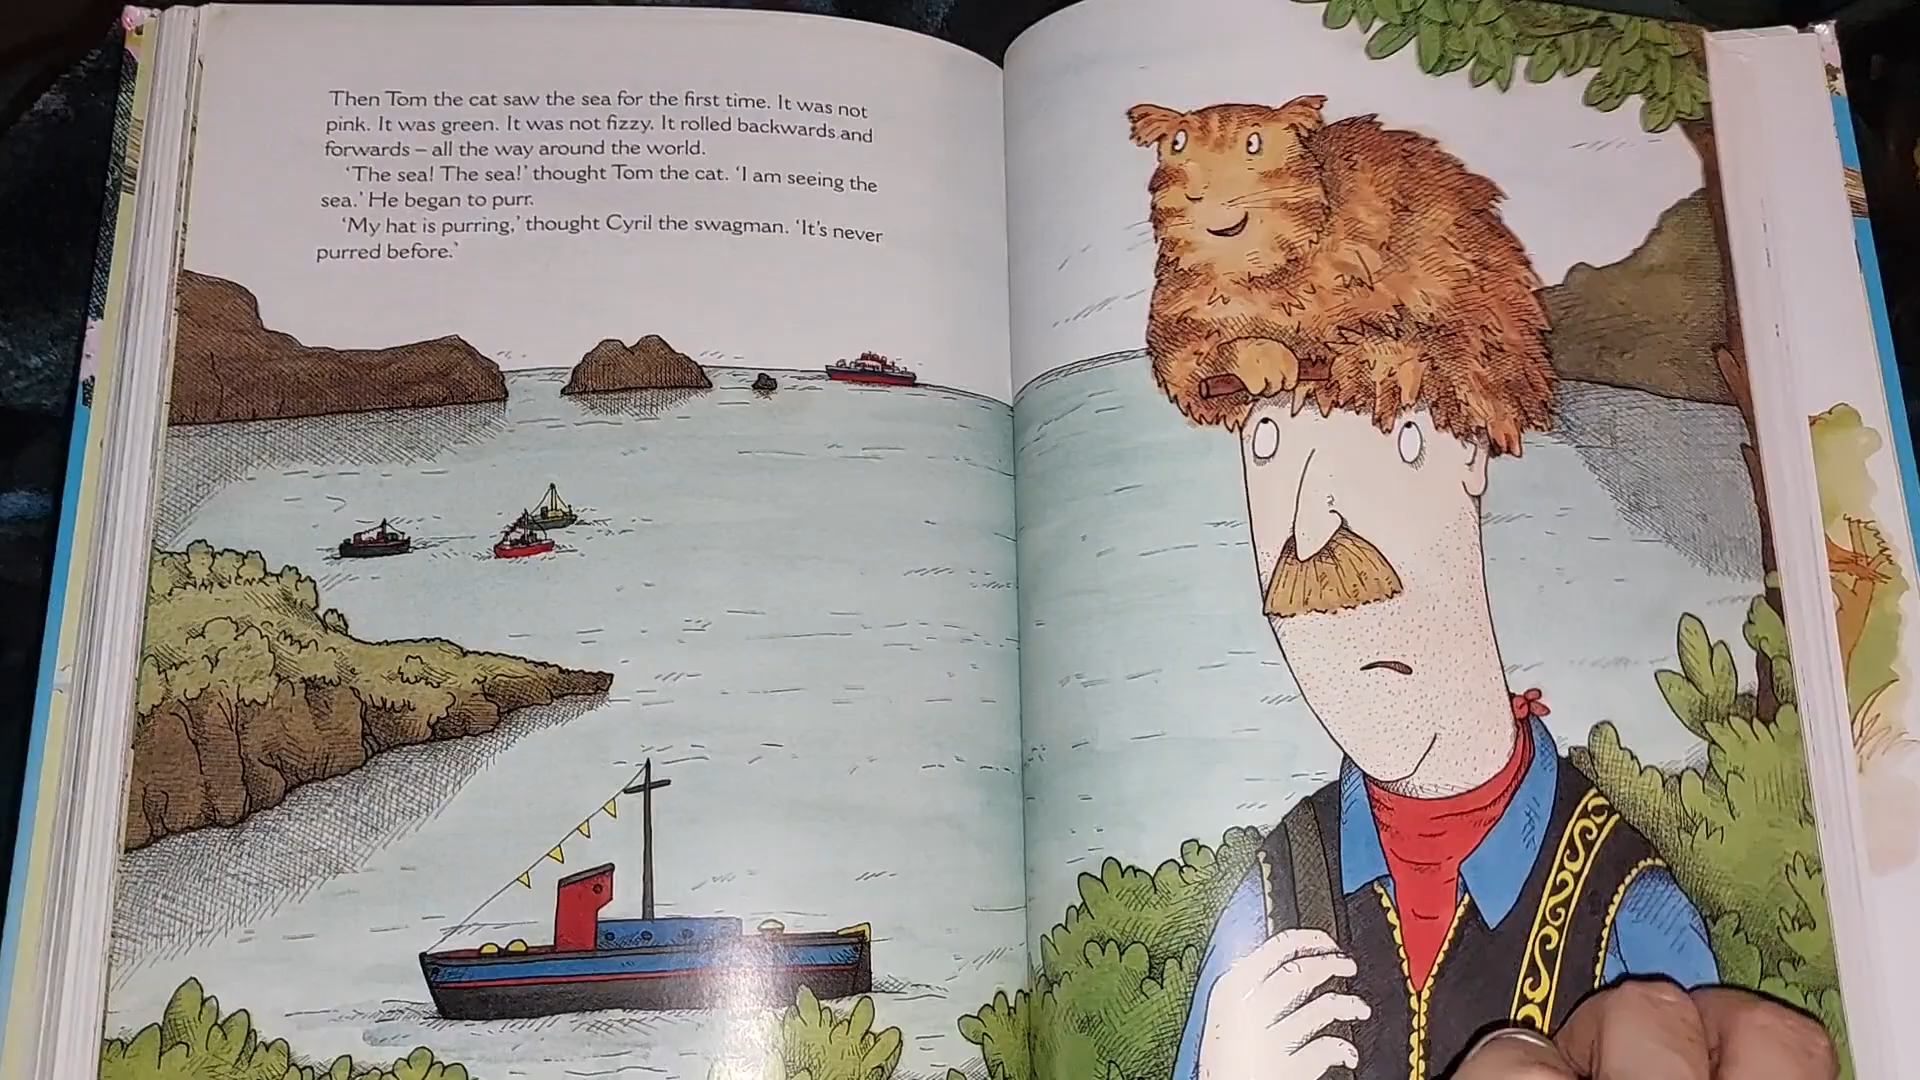 Then Tom the cat saw the sea for the first time. It was not
pink. It was green. It was not fizzy. It rolled backwards and
forwards – all the way around the world.
‘The sea! The sea!’ thought Tom the cat. ‘I am seeing the
sea.’ He began to purr.
‘My hat is purring,’ thought Cyril the swagman. ‘It’s never
purred before.’